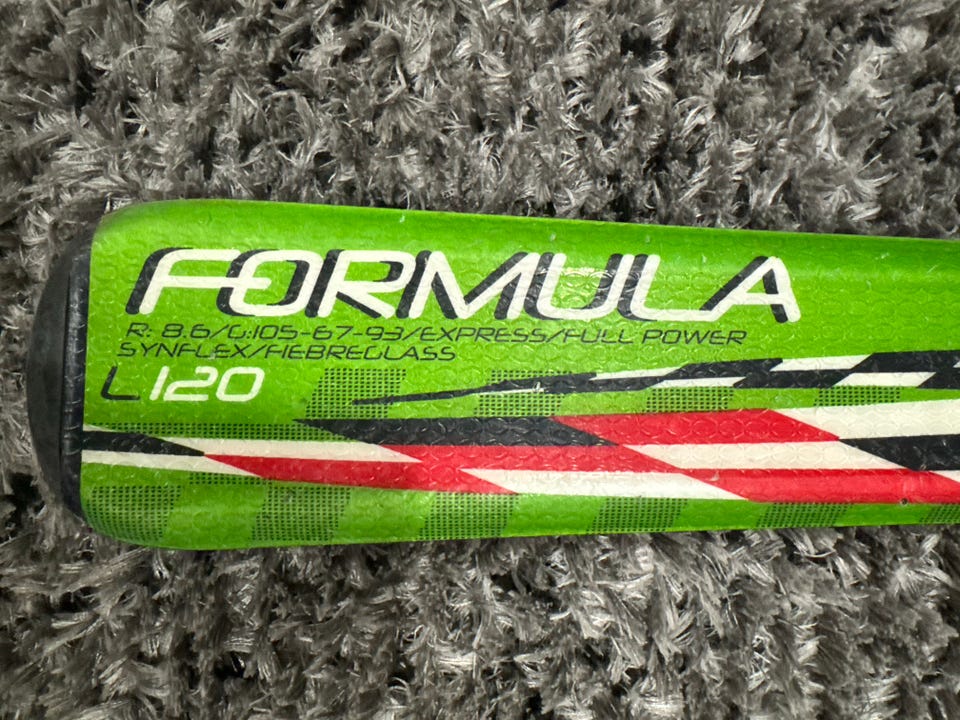 FORMULA
R: 8.6/G:105-67-93/EXPRESS/FULL POWER
SYNFLEX/FIEBREGLASS
L 120